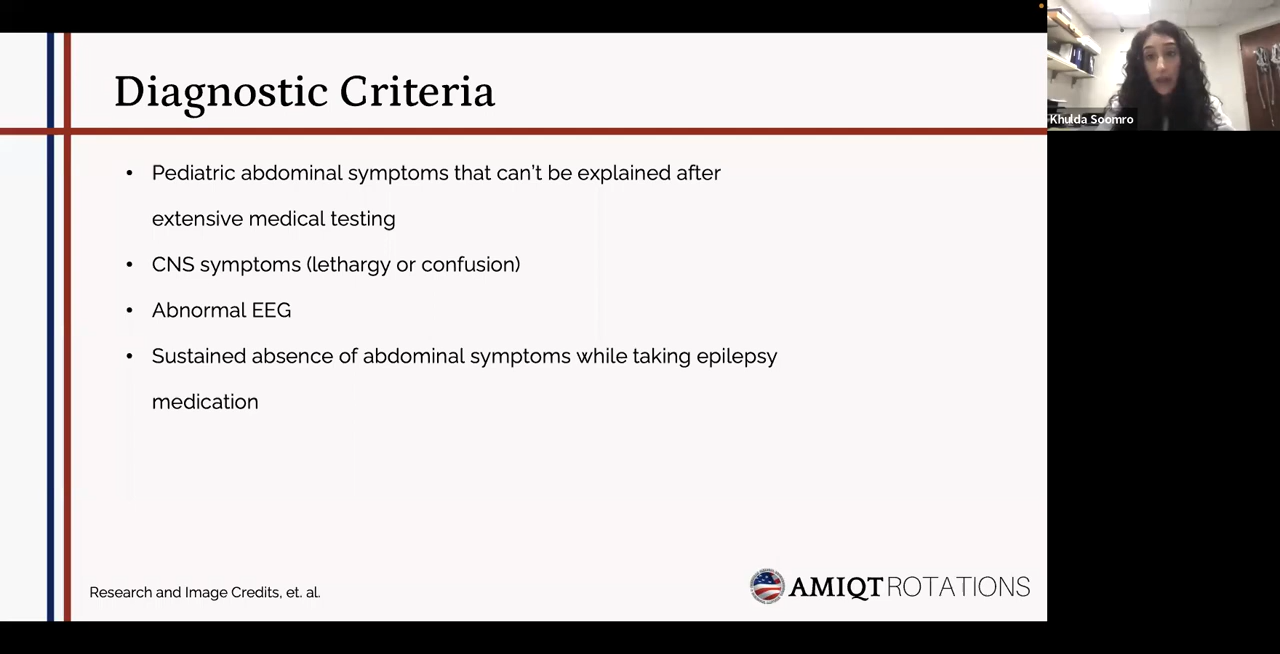 Diagnostic Criteria
Khulda Soomro
• Pediatric abdominal symptoms that can’t be explained after
extensive medical testing
• CNS symptoms (lethargy or confusion)
• Abnormal EEG
• Sustained absence of abdominal symptoms while taking epilepsy
medication
Research and Image Credits, et. al.
AMIQT ROTATIONS